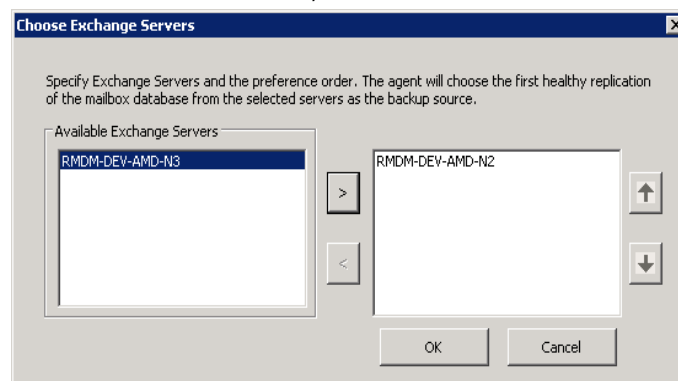 Choose Exchange Servers
Specify Exchange Servers and the preference order. The agent will choose the first healthy replication
of the mailbox database from the selected servers as the backup source.
Available Exchange Servers
RMDM-DEV-AMD-N3
RMDM-DEV-AMD-N2
>
<
OK
Cancel